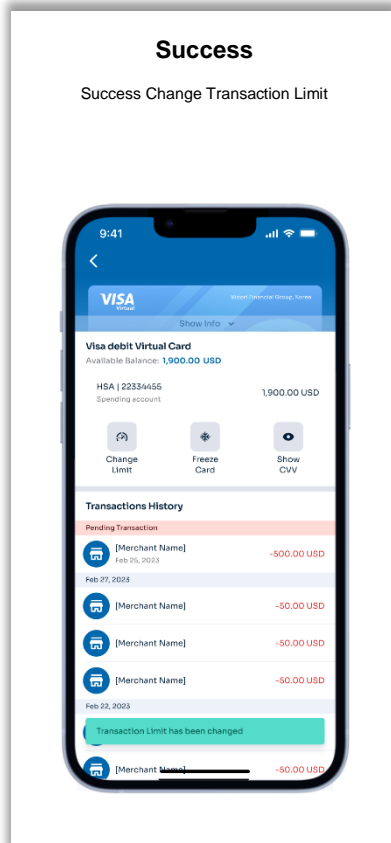 Success
Success Change Transaction Limit
9:41
VISA
Virtual
Woori Financial Group, Korea
Show Info
Visa debit Virtual Card
Available Balance: 1,900.00 USD
HSA | 22334455
Spending account
1,900.00 USD
Change Limit
Freeze Card
Show CVV
Transactions History
Pending Transaction
[Merchant Name]
Feb 25, 2023
-500.00 USD
Feb 27, 2023
[Merchant Name]
-50.00 USD
[Merchant Name]
-50.00 USD
[Merchant Name]
-50.00 USD
Feb 22, 2023
Transaction Limit has been changed
[Merchant Name]
-50.00 USD